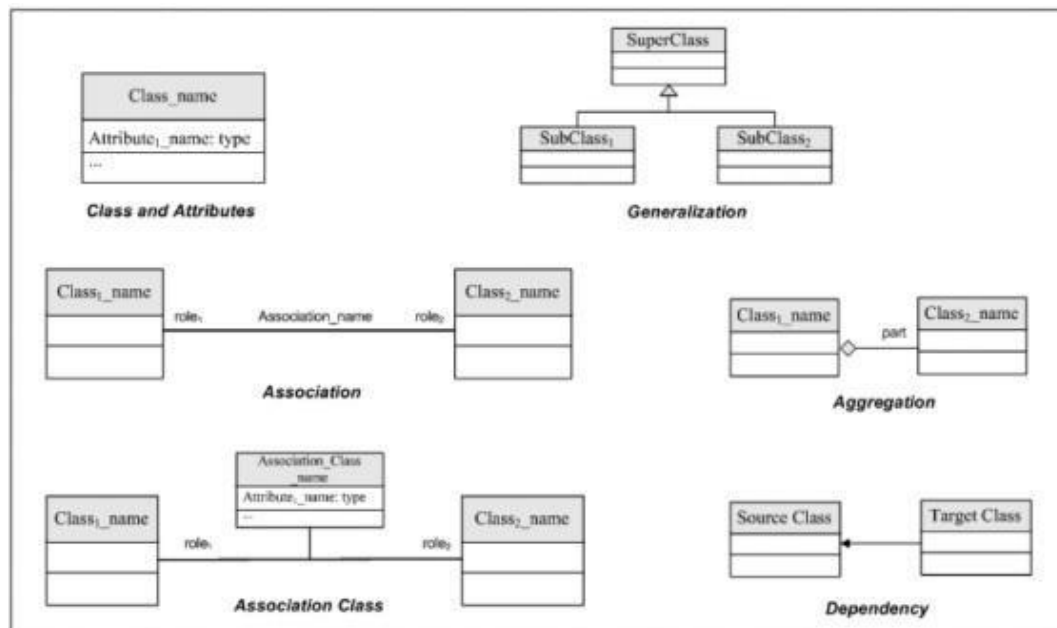 SuperClass
Class_name
Attribute₁_name: type
...
SubClass₁
SubClass₂
Class and Attributes
Generalization
Class₁_name
Class₂_name
role₁
Association_name
role₂
Association
Class₁_name
Class₂_name
part
Aggregation
Association_Class
_name
Attribute₁_name: type
...
Class₁_name
Class₂_name
role₁
role₂
Association Class
Source Class
Target Class
Dependency